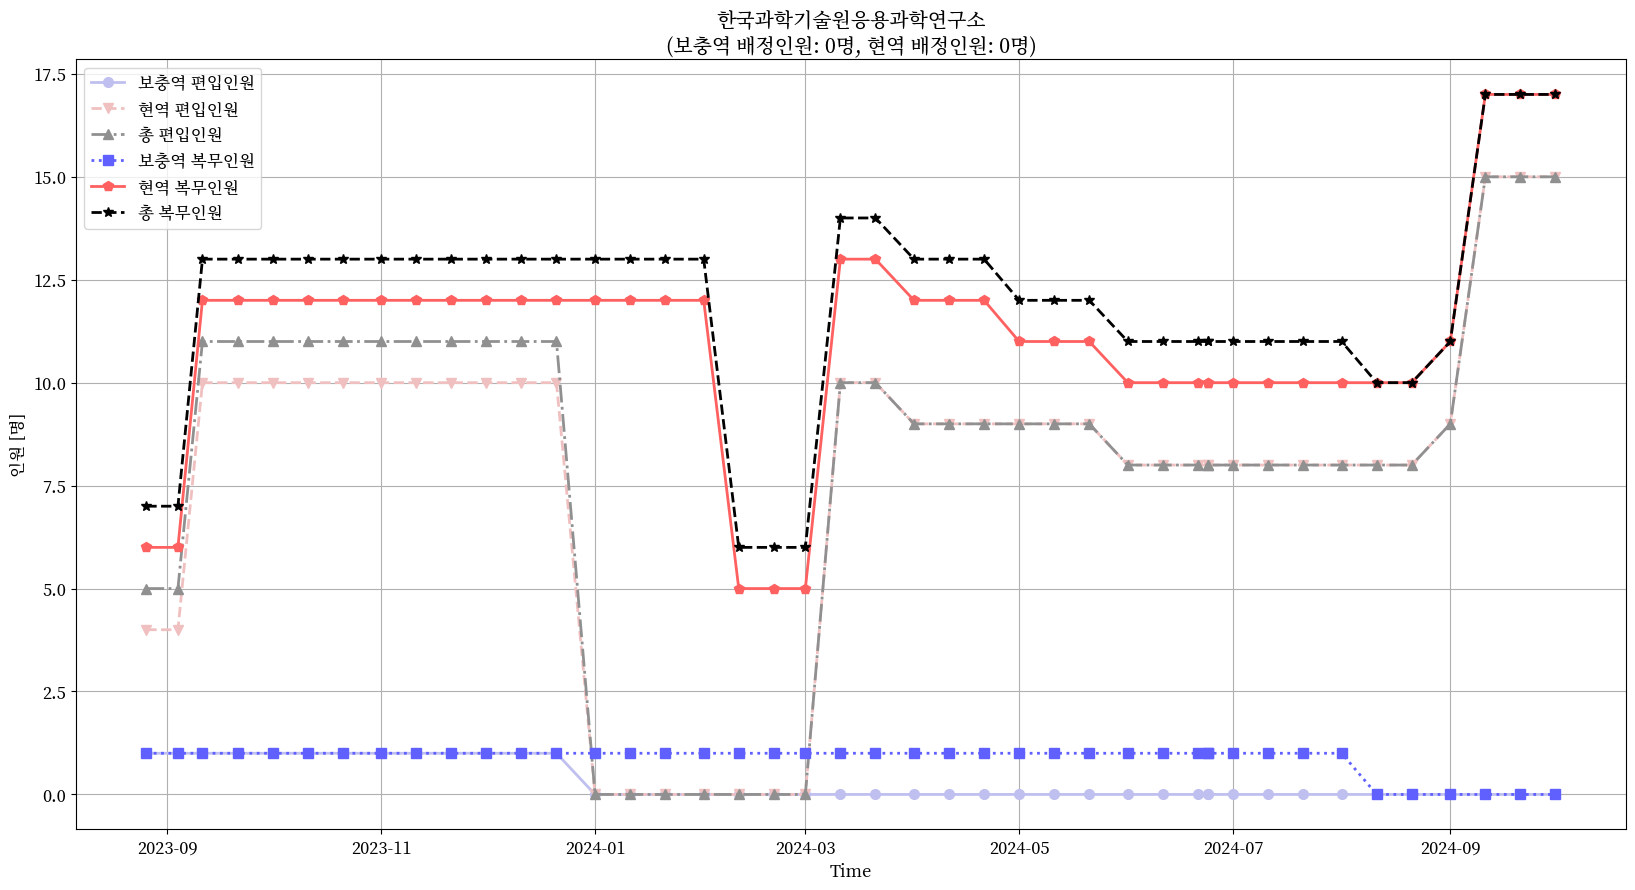 한국과학기술원응용과학연구소
(보충역 배정인원: 0명, 현역 배정인원: 0명)
보충역 편입인원
현역 편입인원
총 편입인원
보충역 복무인원
현역 복무인원
총 복무인원
인원 [명]
17.5
15.0
12.5
10.0
7.5
5.0
2.5
0.0
2023-09 2023-11 2024-01 2024-03 2024-05 2024-07 2024-09
Time